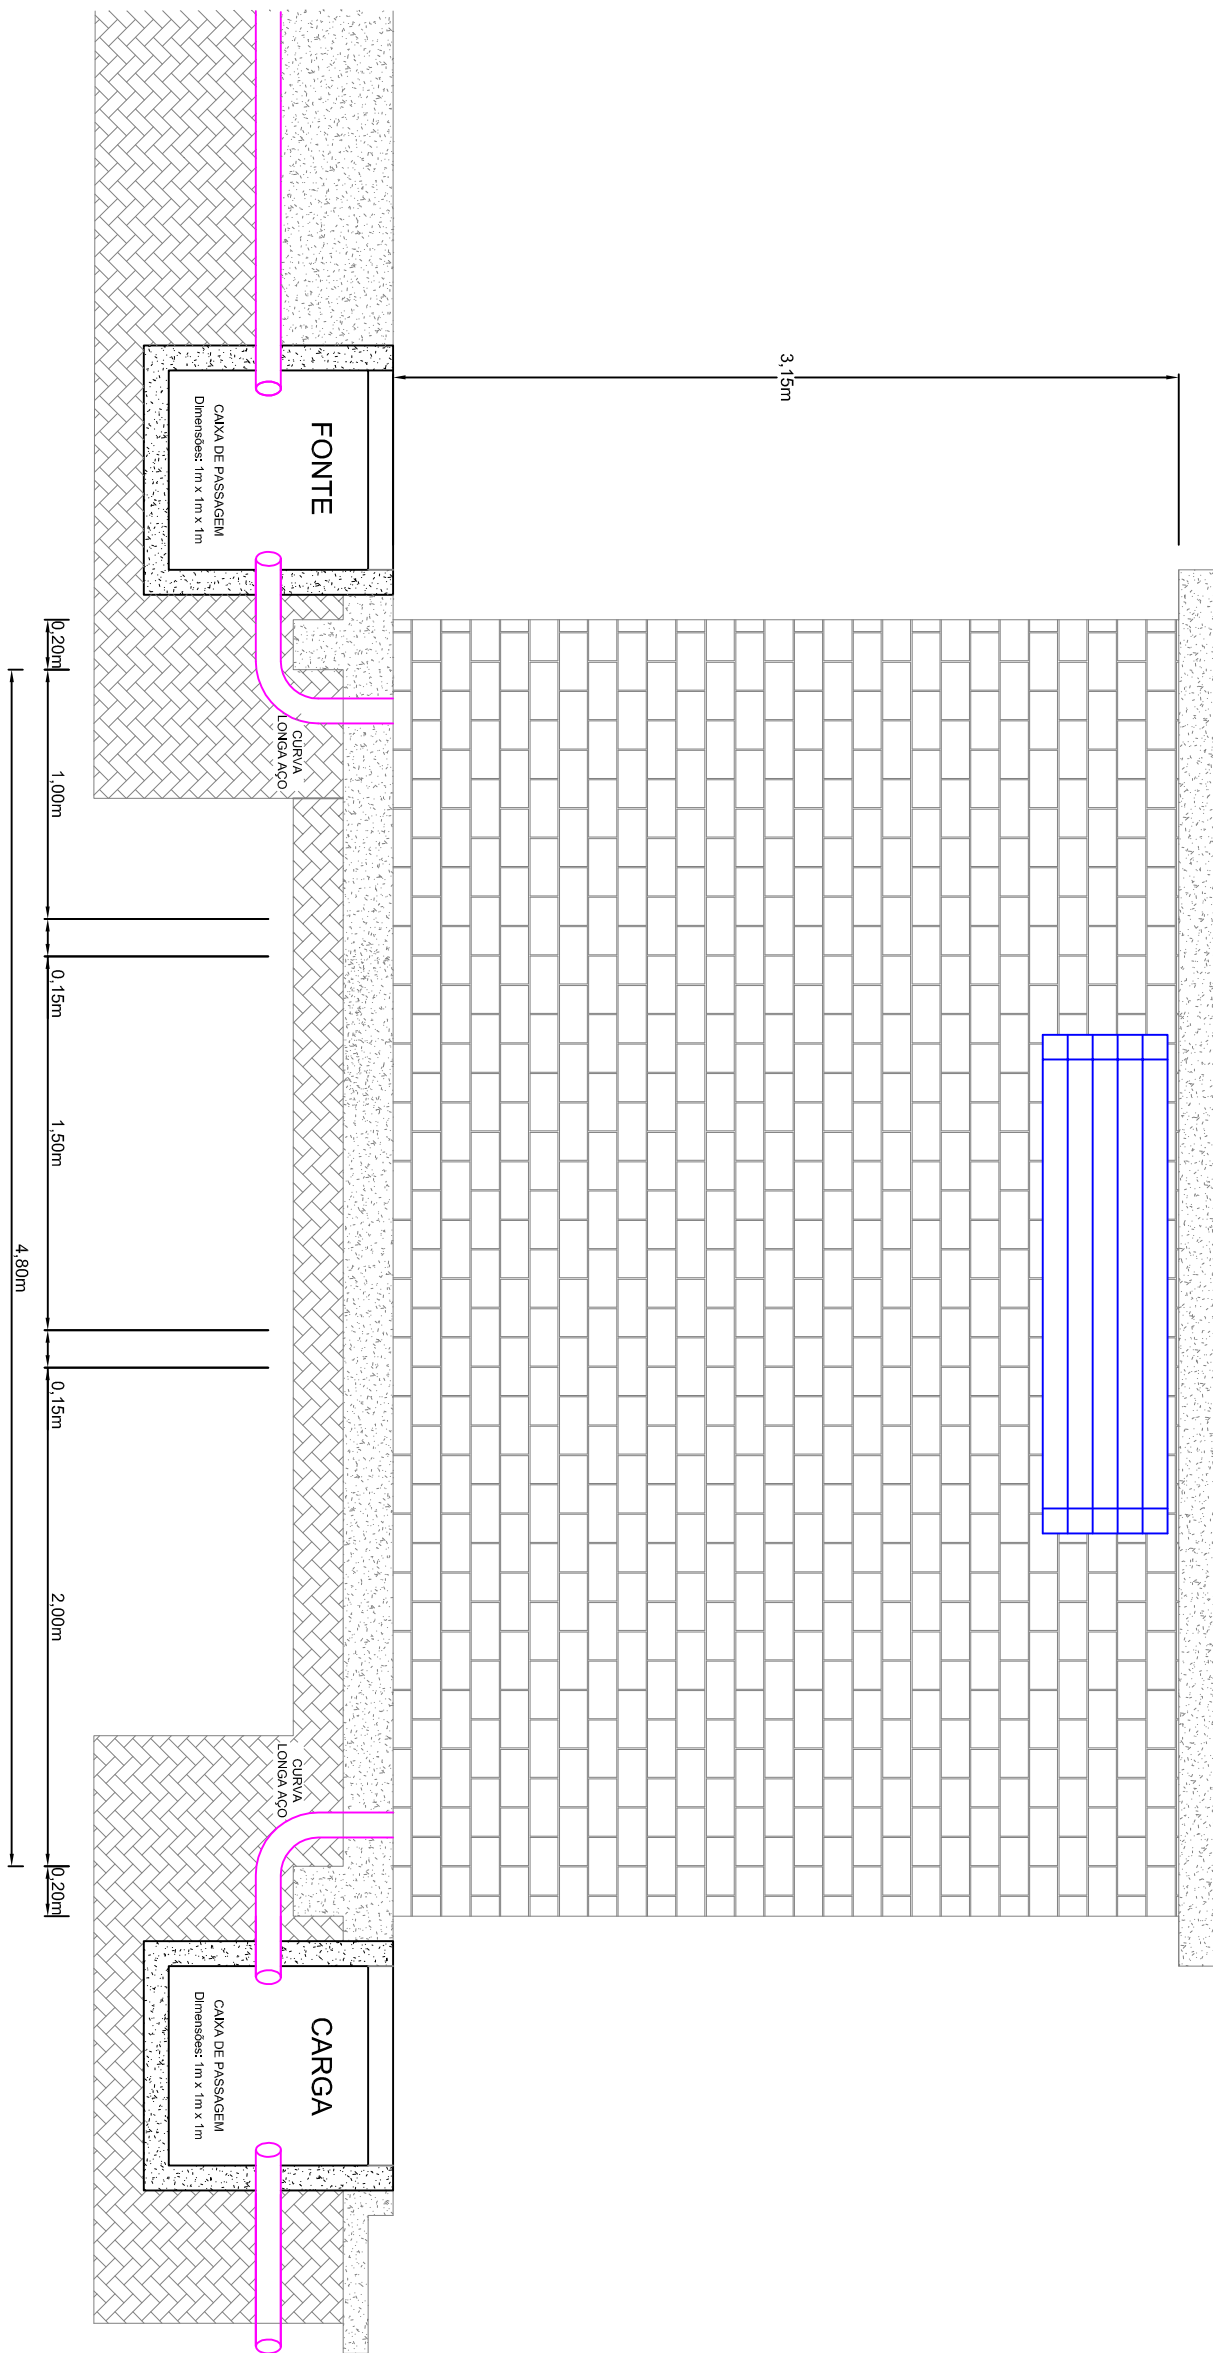 3,15m
FONTE
CAIXA DE PASSAGEM
Dimensões: 1m x 1m x 1m
CURVA
LONGA AÇO
CURVA
LONGA AÇO
CARGA
CAIXA DE PASSAGEM
Dimensões: 1m x 1m x 1m
0,20m
1,00m
0,15m
1,50m
0,15m
2,00m
0,20m
4,80m